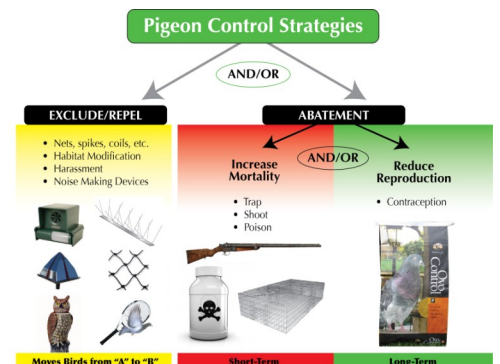 Pigeon Control Strategies
AND/OR
EXCLUDE/REPEL
• Nets, spikes, coils, etc.
• Habitat Modification
• Harassment
• Noise Making Devices
Moves Birds from “A” to “B”
ABATEMENT
AND/OR
Increase
Mortality
• Trap
• Shoot
• Poison
Short-Term
Reduce
Reproduction
• Contraception
Ovo
Control
Long-Term